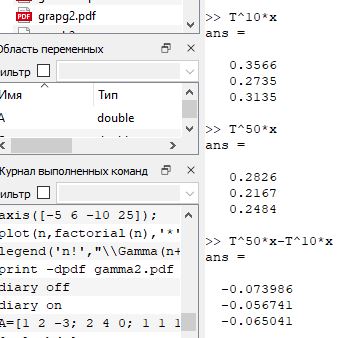 grapg2.pdf
Область переменных
ильтр
Имя Тип
A double
Журнал выполненных команд
ильтр
axis([-5 6 -10 25]);
plot(n,factorial(n),'*'
legend('n!',"\\Gamma(n+
print -dpdf gamma2.pdf
diary off
diary on
A=[1 2 -3; 2 4 0; 1 1 1
>> T^10*x
ans =
0.3566
0.2735
0.3135
>> T^50*x
ans =
0.2826
0.2167
0.2484
>> T^50*x-T^10*x
ans =
-0.073986
-0.056741
-0.065041